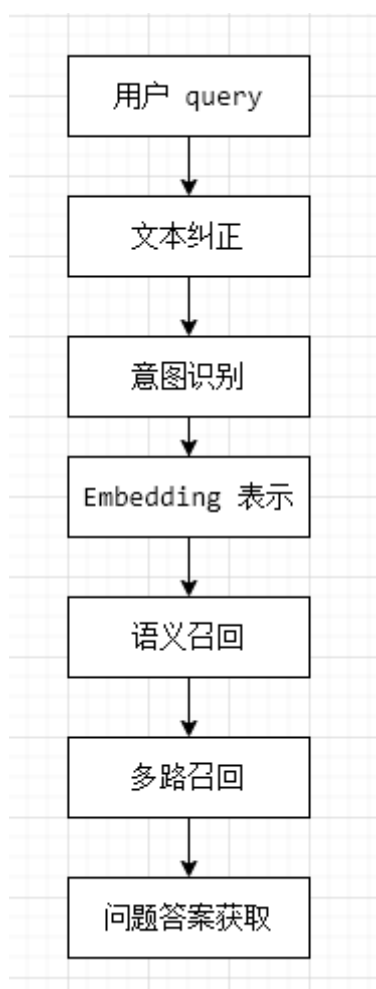 用户 query
文本纠正
意图识别
Embedding 表示
语义召回
多路召回
问题答案获取